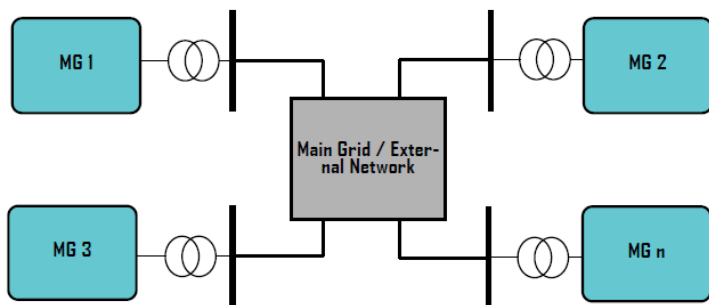 MG 1
MG 2
Main Grid / Exter-
nal Network
MG 3
MG n